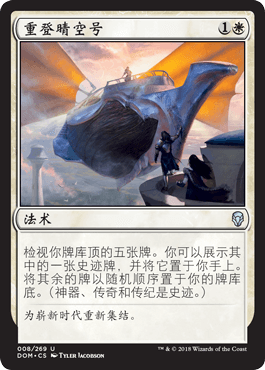 重登晴空号 1
法术
检视你牌库顶的五张牌。你可以展示其
中的一张史迹牌，并将它置于你手上。
将其余的牌以随机顺序置于你的牌库
底。（神器、传奇和传纪是史迹。）
为崭新时代重新集结。
008/269 U
DOM • CS TYLER JACOBSON
™ & © 2018 Wizards of the Coast